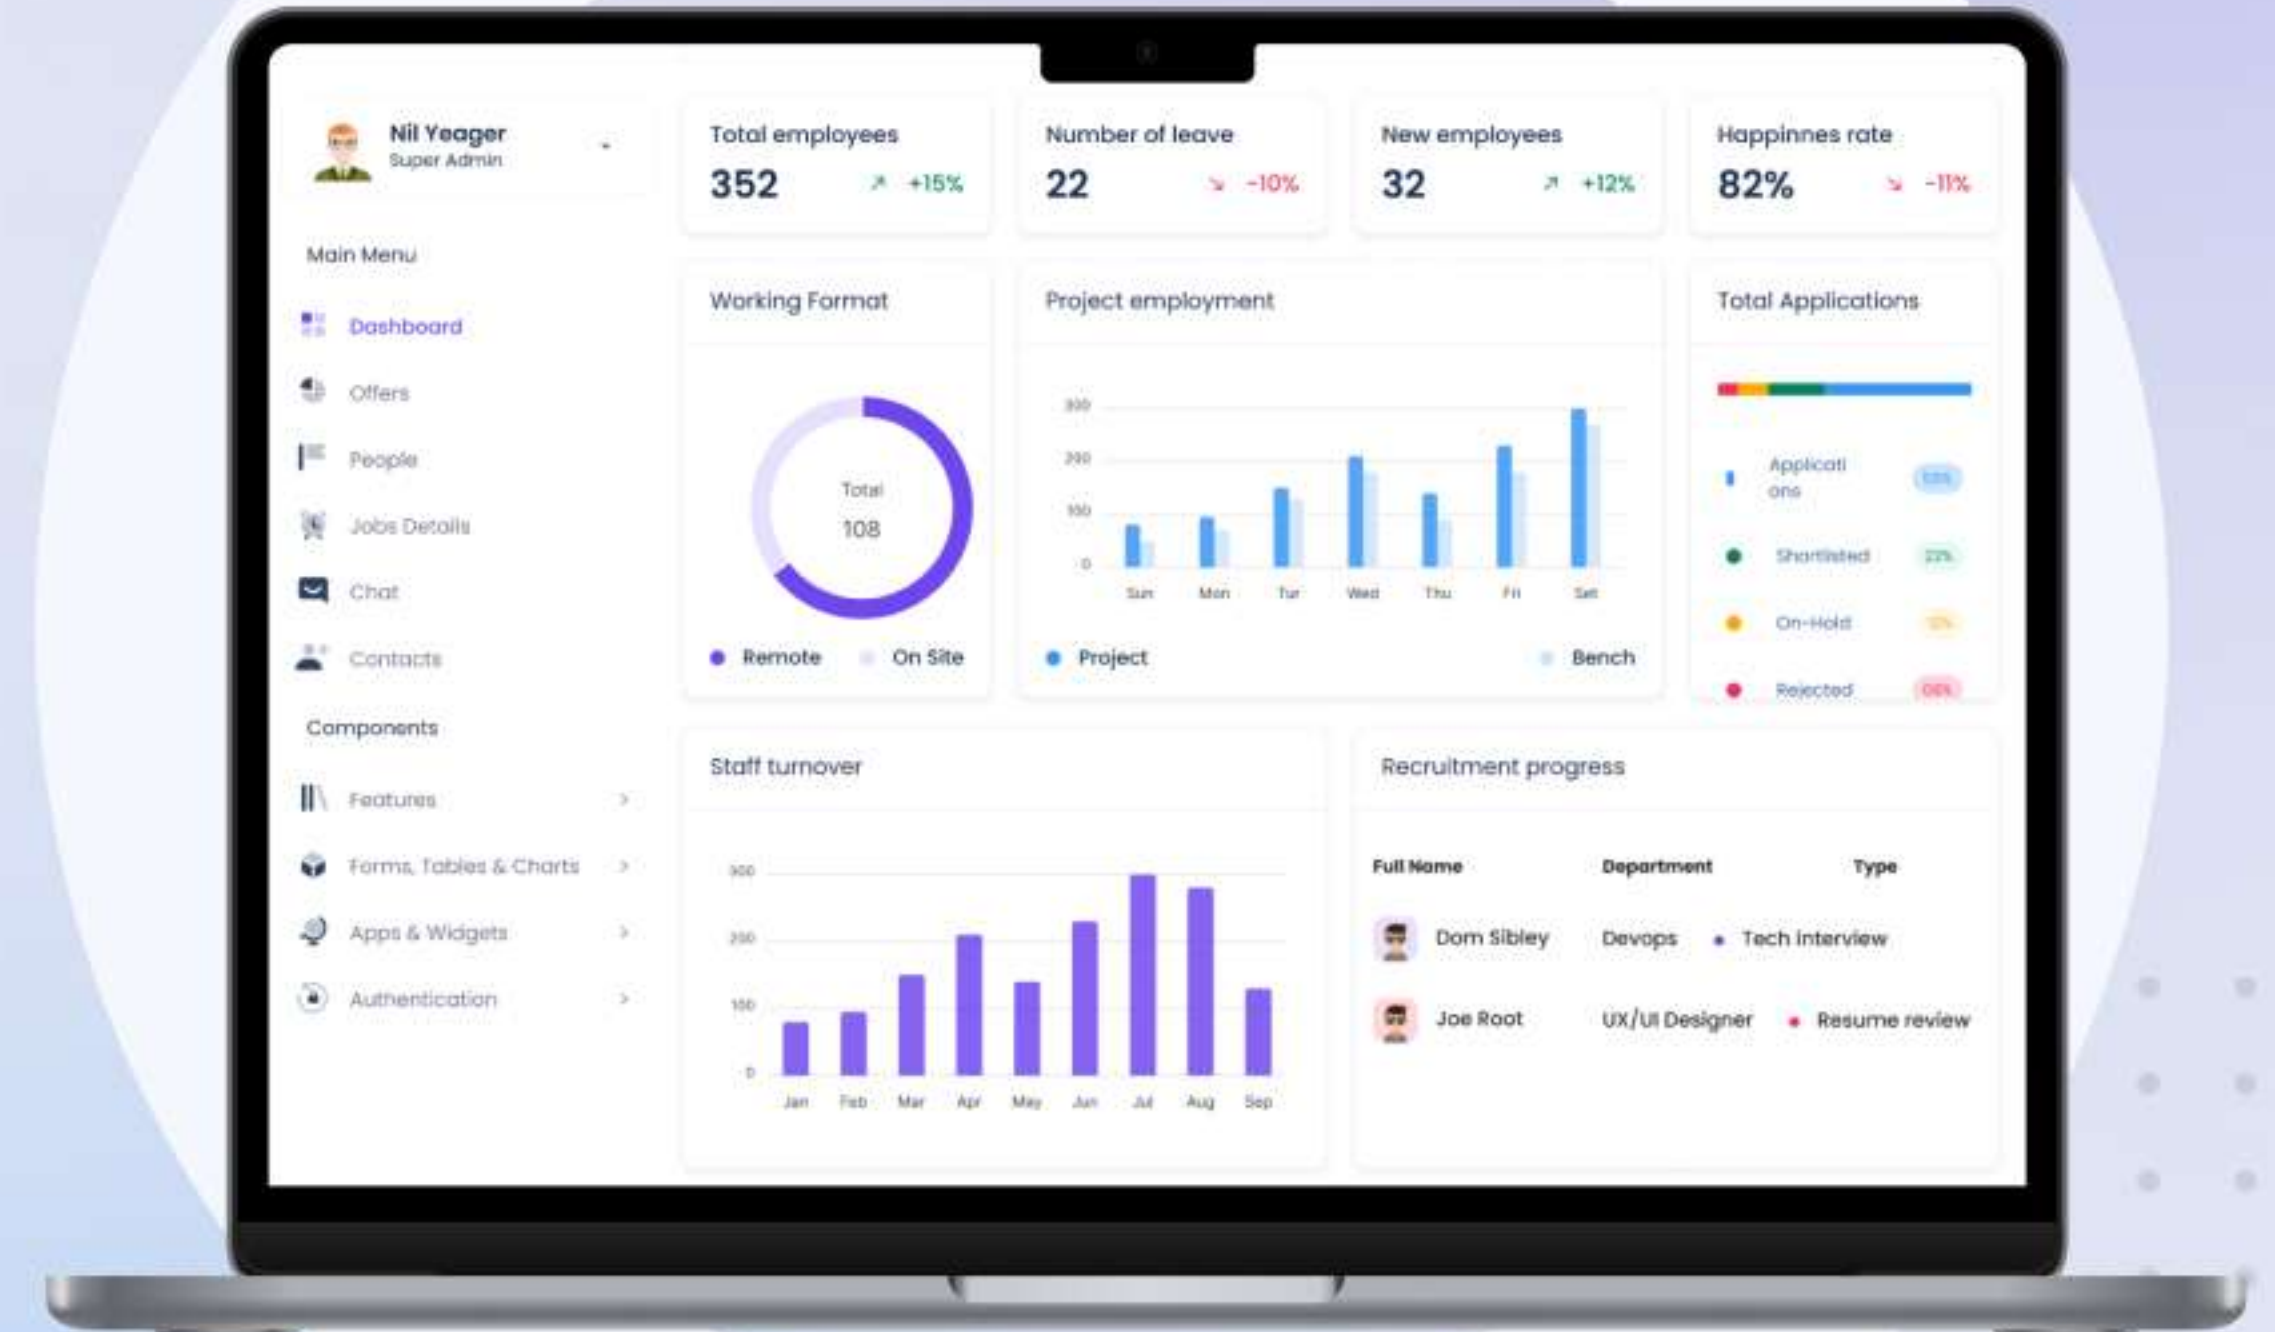 Nil Yeager
Super Admin
Main Menu
Dashboard
Offers
People
Jobs Details
Chat
Contacts
Components
Features
Forms, Tables & Charts
Apps & Widgets
Authentication
Total employees
352 +15%
Number of leave
22 -10%
New employees
32 +12%
Happinnes rate
82% -11%
Working Format
Total
108
Remote On Site
Project employment
300
200
100
0
Sun Mon Tur Wed Thu Fri Sat
Project Bench
Total Applications
Applicati
ons
Shortlisted 22%
On-Hold
Rejected
Staff turnover
300
200
100
0
Jan Feb Mar Apr May Jun Jul Aug Sep
Recruitment progress
Full Name Department Type
Dom Sibley Devops Tech Interview
Joe Root UX/UI Designer Resume review